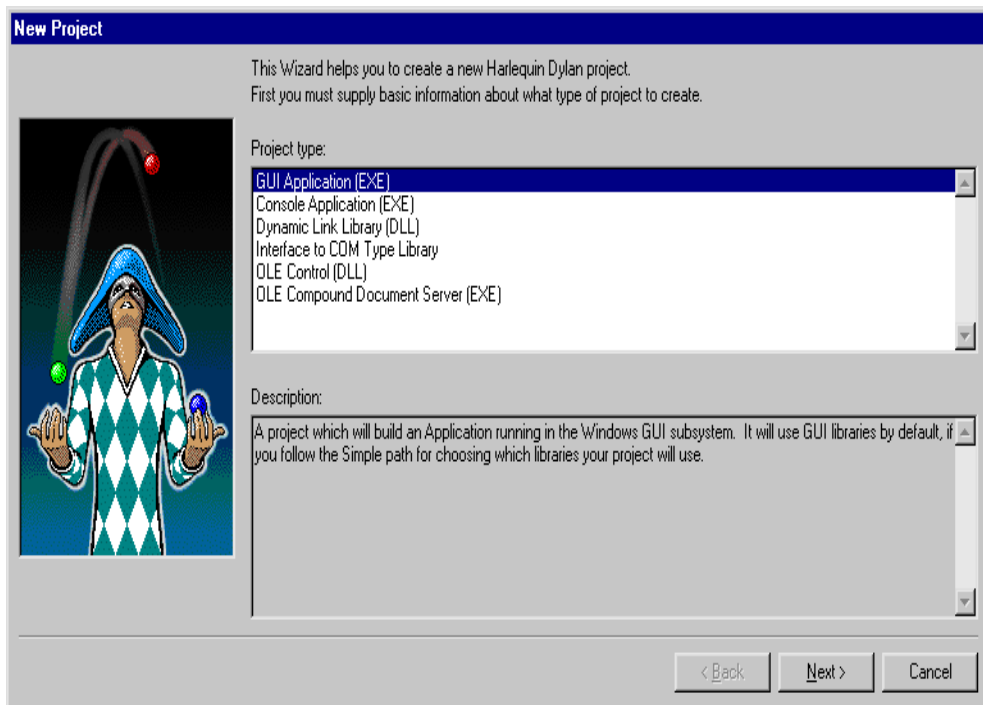 New Project
This Wizard helps you to create a new Harlequin Dylan project.
First you must supply basic information about what type of project to create.
Project type:
GUI Application (EXE)
Console Application (EXE)
Dynamic Link Library (DLL)
Interface to COM Type Library
OLE Control (DLL)
OLE Compound Document Server (EXE)
Description:
A project which will build an Application running in the Windows GUI subsystem.  It will use GUI libraries by default, if
you follow the Simple path for choosing which libraries your project will use.
< Back
Next >
Cancel